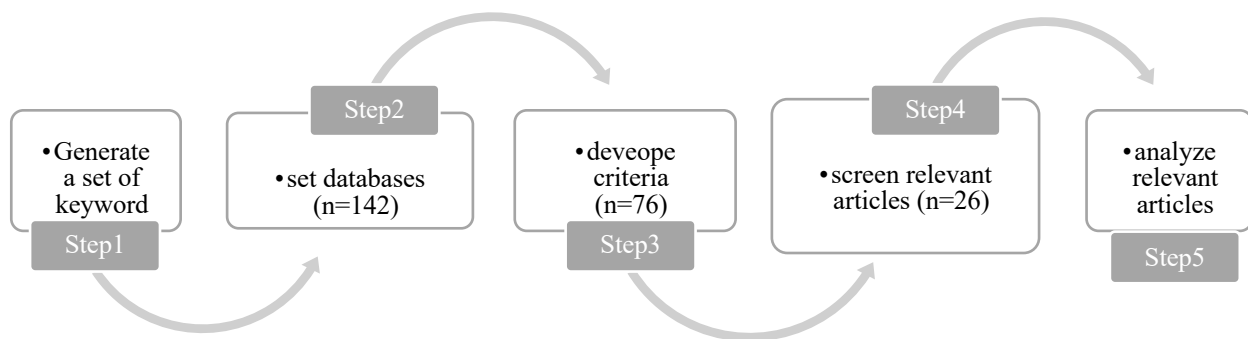 •Generate
a set of
keyword
Step1
Step2
•set databases
(n=142)
•deveope
criteria
(n=76)
Step3
Step4
•screen relevant
articles (n=26)
•analyze
relevant
articles
Step5